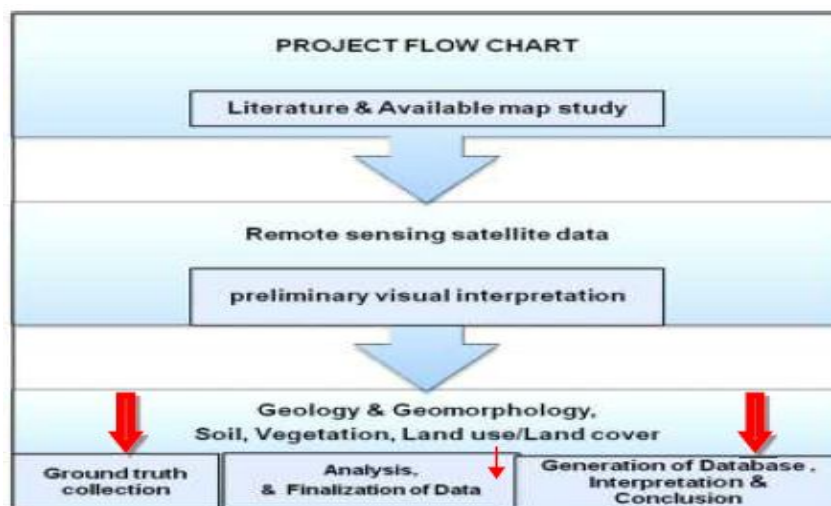 PROJECT FLOW CHART
Literature & Available map study
Remote sensing satellite data
preliminary visual interpretation
Geology & Geomorphology,
Soil, Vegetation, Land use/Land cover
Ground truth
collection
Analysis,
& Finalization of Data
Generation of Database,
Interpretation &
Conclusion